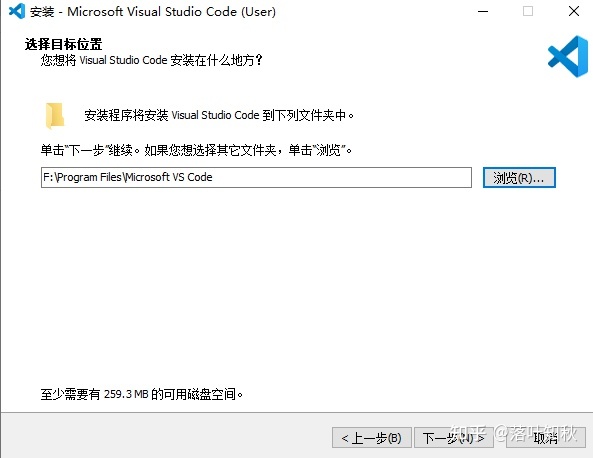 安装 - Microsoft Visual Studio Code (User)
选择目标位置
您想将 Visual Studio Code 安装在什么地方？
安装程序将安装 Visual Studio Code 到下列文件夹中。
单击“下一步”继续。如果您想选择其它文件夹，单击“浏览”。
F:\Program Files\Microsoft VS Code
浏览(R)...
至少需要有 259.3 MB 的可用磁盘空间。
< 上一步(B) 下一步(N) > 取消
知乎 @落叶知秋